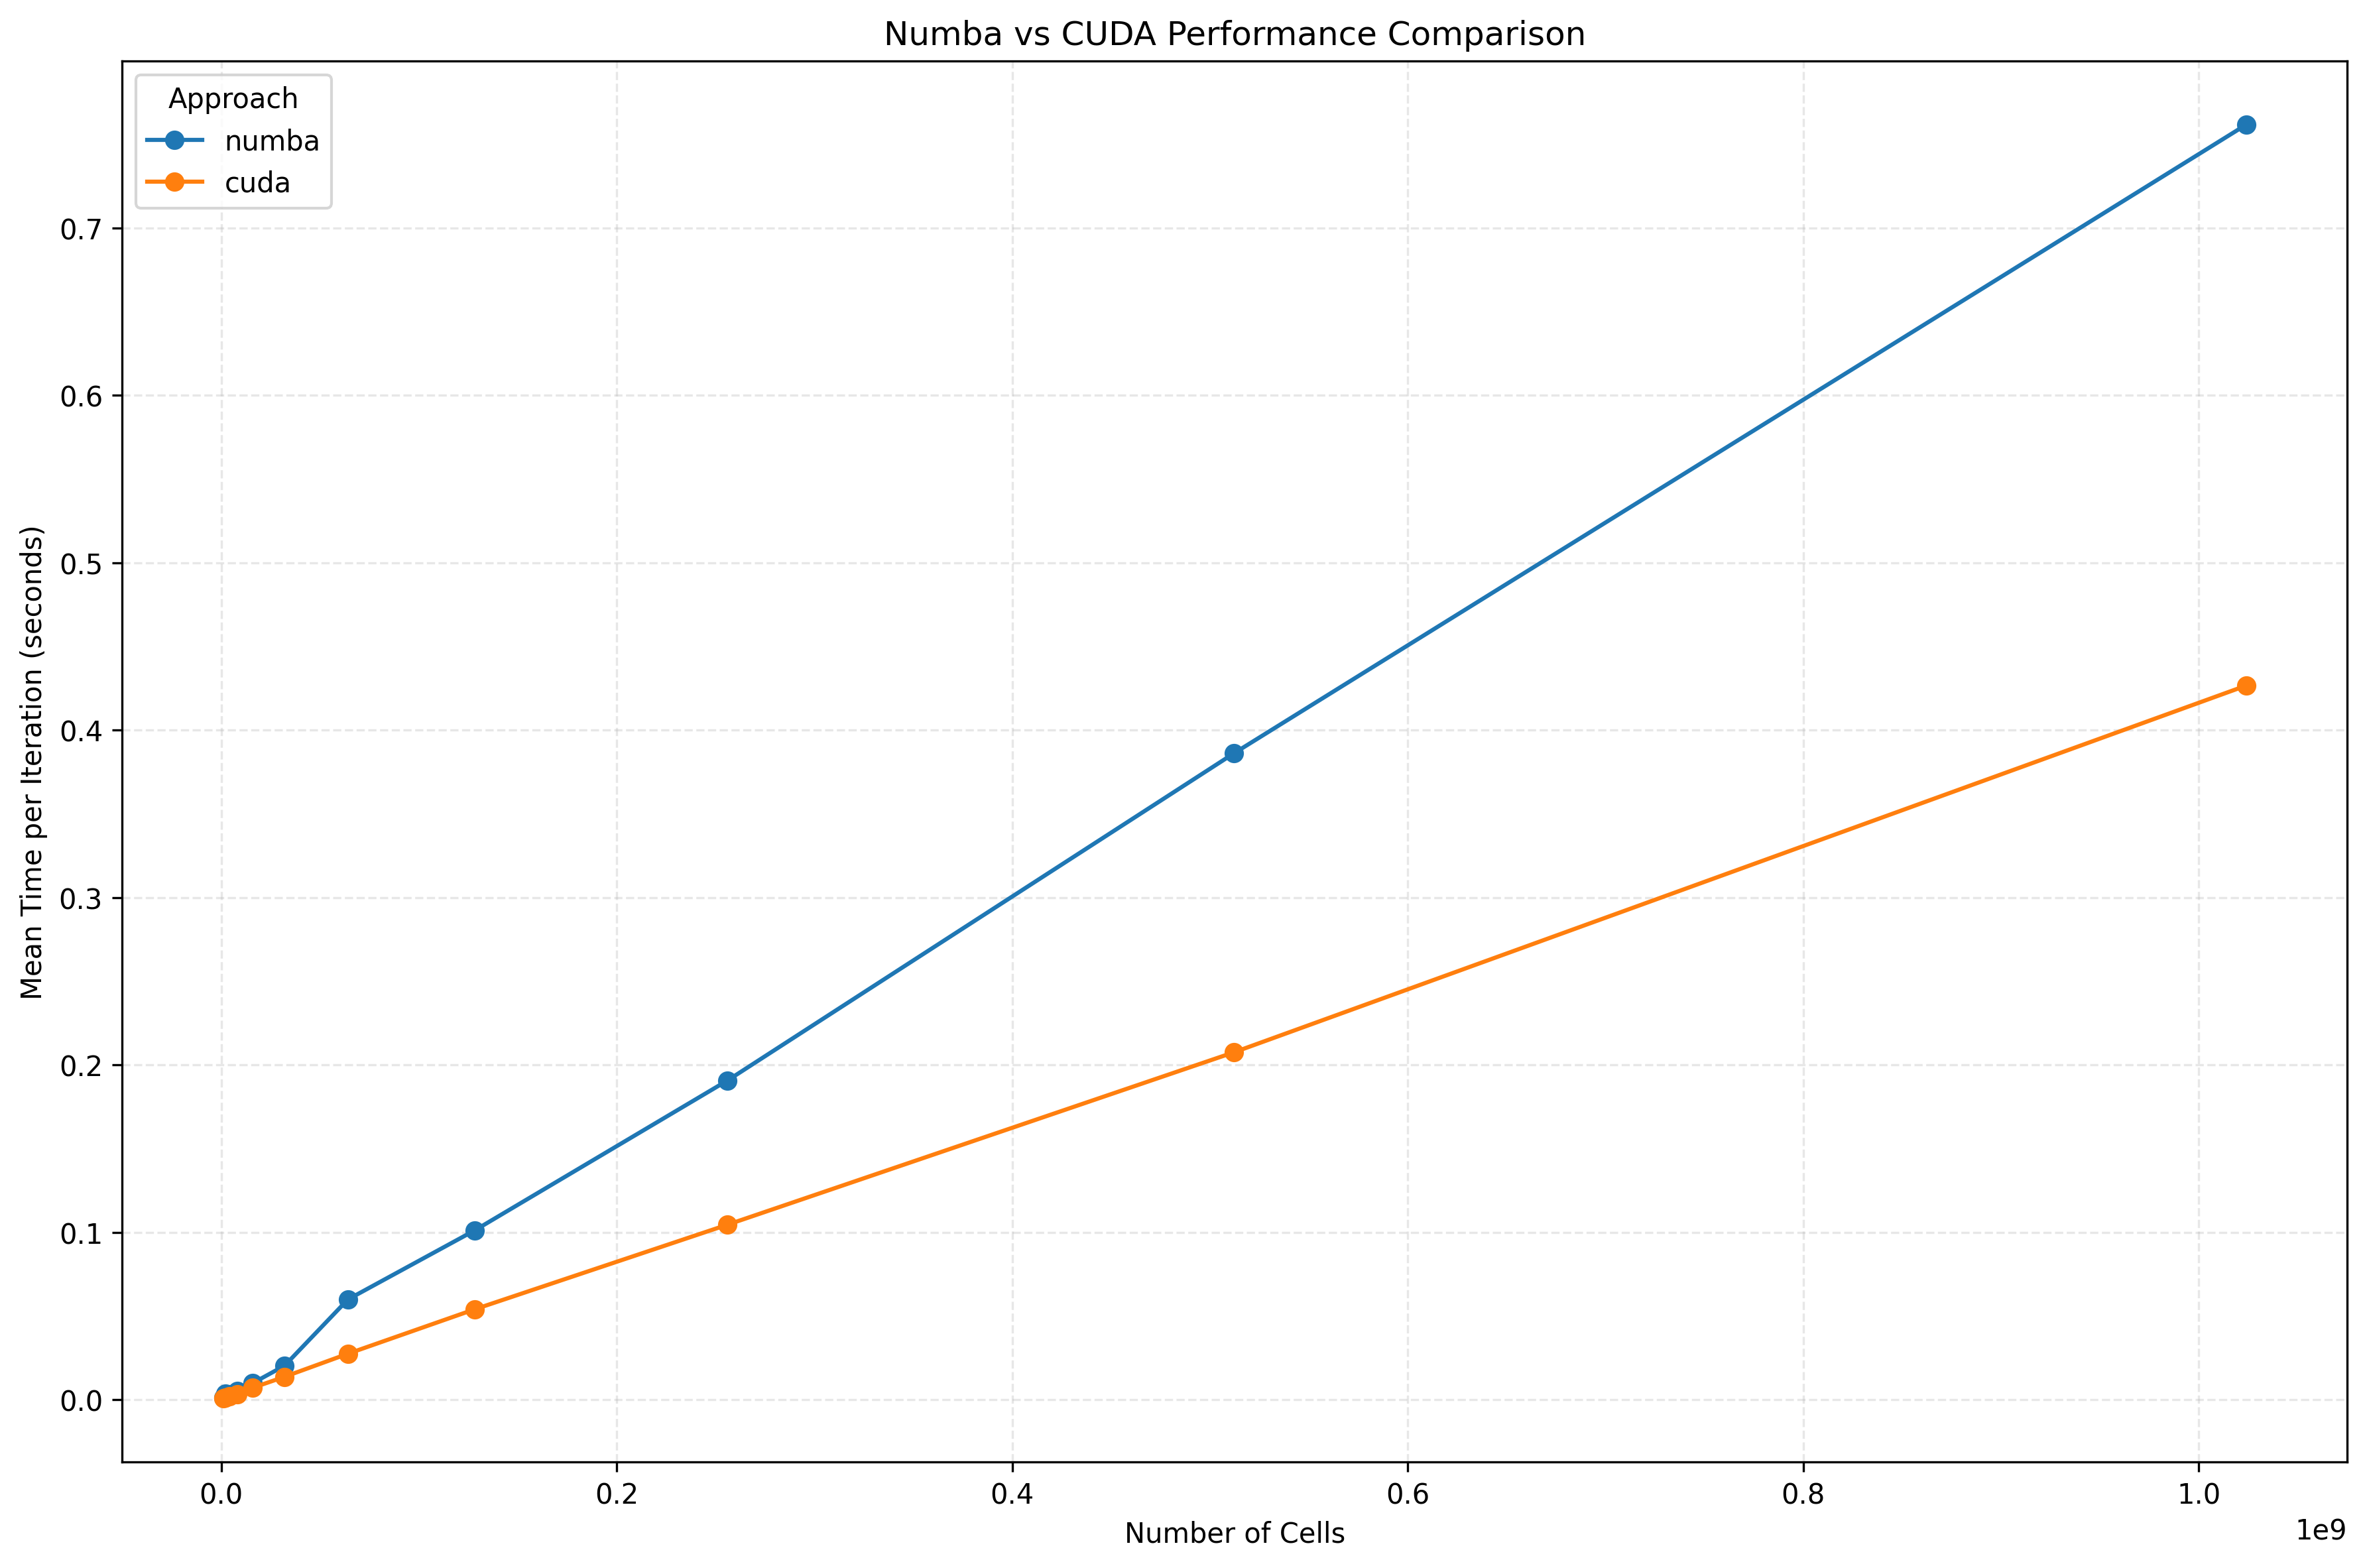 Numba vs CUDA Performance Comparison
Approach
numba
cuda
Mean Time per Iteration (seconds)
0.7
0.6
0.5
0.4
0.3
0.2
0.1
0.0
0.0 0.2 0.4 0.6 0.8 1.0
1e9
Number of Cells